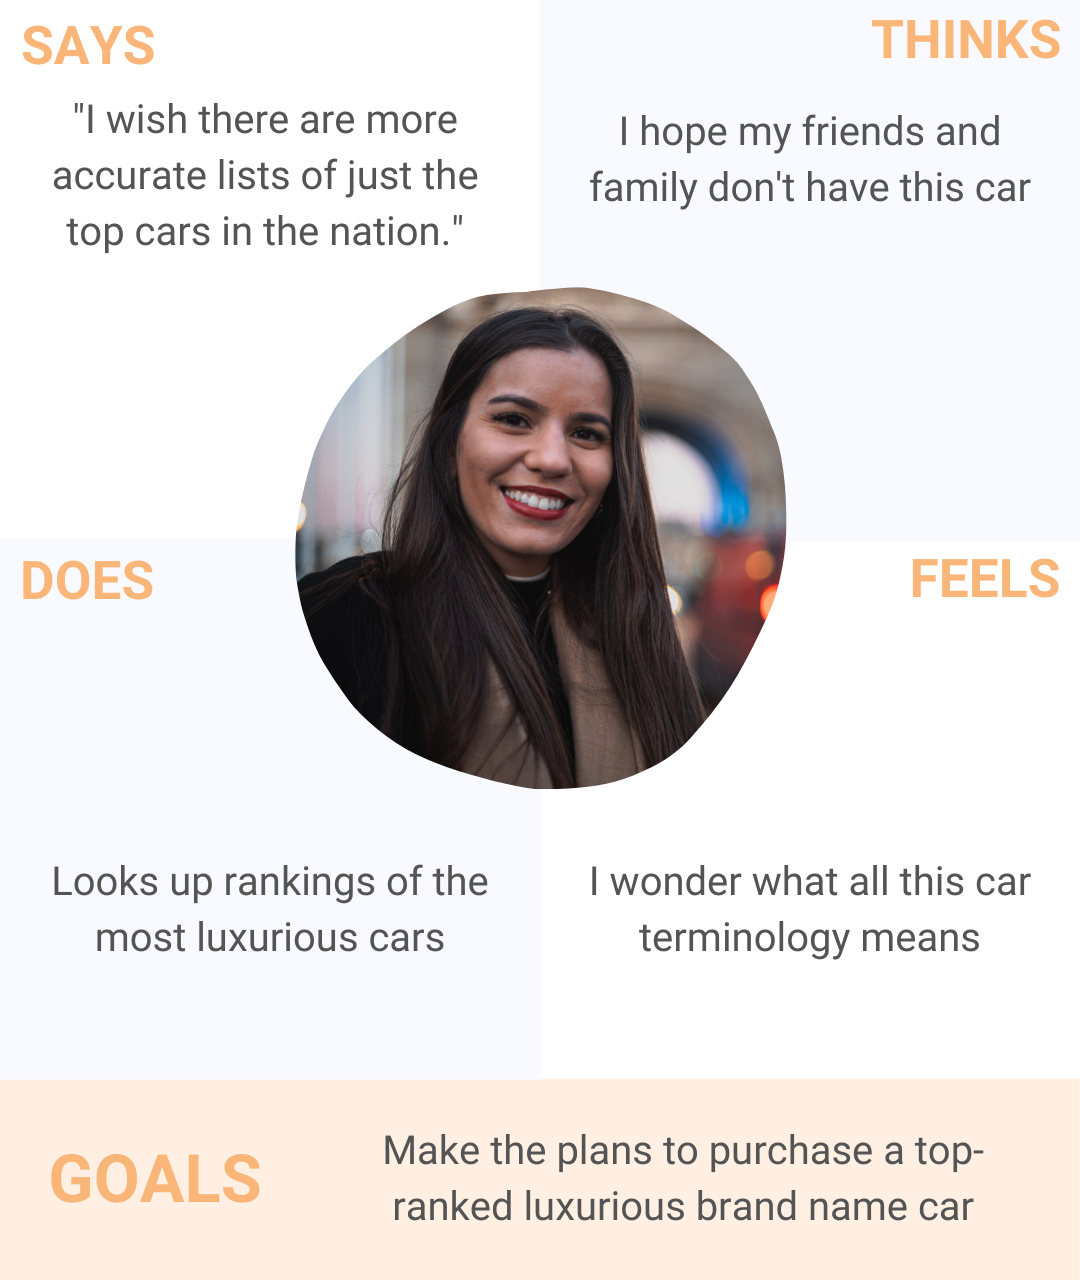 SAYS
"I wish there are more
accurate lists of just the
top cars in the nation."
THINKS
I hope my friends and
family don't have this car
DOES
Looks up rankings of the
most luxurious cars
FEELS
I wonder what all this car
terminology means
GOALS
Make the plans to purchase a top-
ranked luxurious brand name car